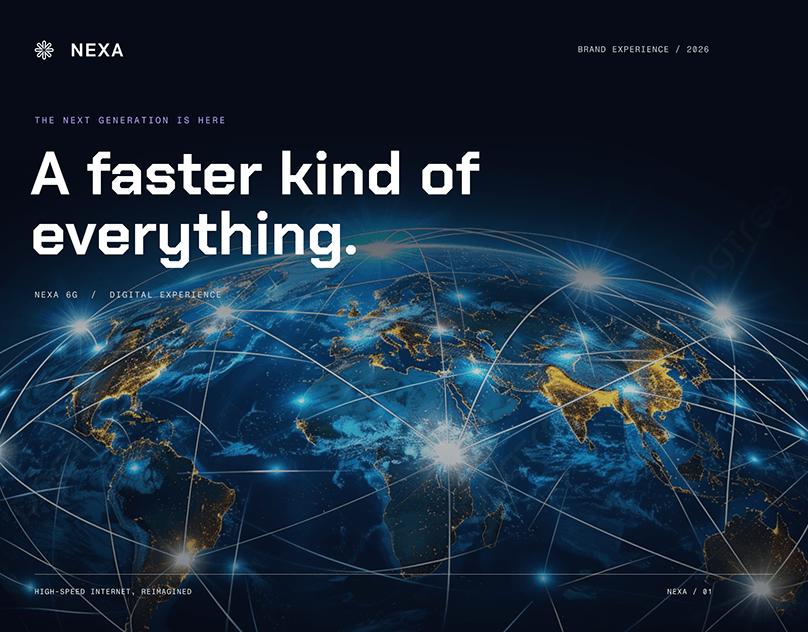 NEXA
BRAND EXPERIENCE / 2026
THE NEXT GENERATION IS HERE
A faster kind of
everything.
NEXA 6G / DIGITAL EXPERIENCE
HIGH-SPEED INTERNET, REIMAGINED
NEXA / 01